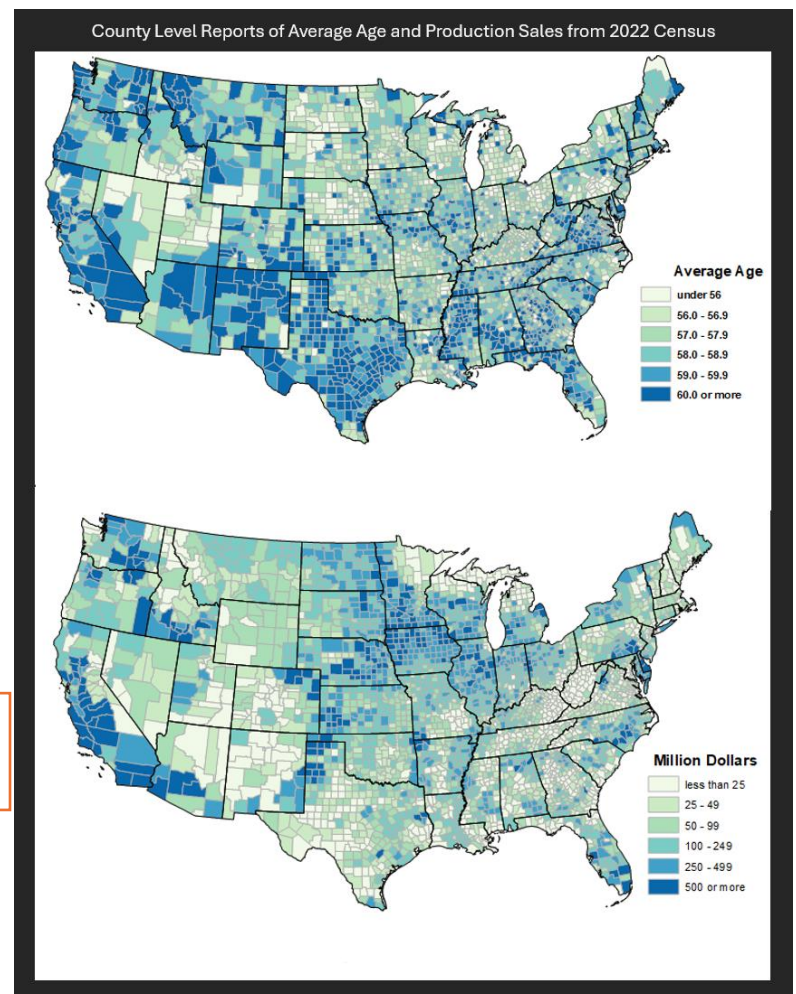 County Level Reports of Average Age and Production Sales from 2022 Census
Average Age
under 56
56.0 - 56.9
57.0 - 57.9
58.0 - 58.9
59.0 - 59.9
60.0 or more
Million Dollars
less than 25
25 - 49
50 - 99
100 - 249
250 - 499
500 or more